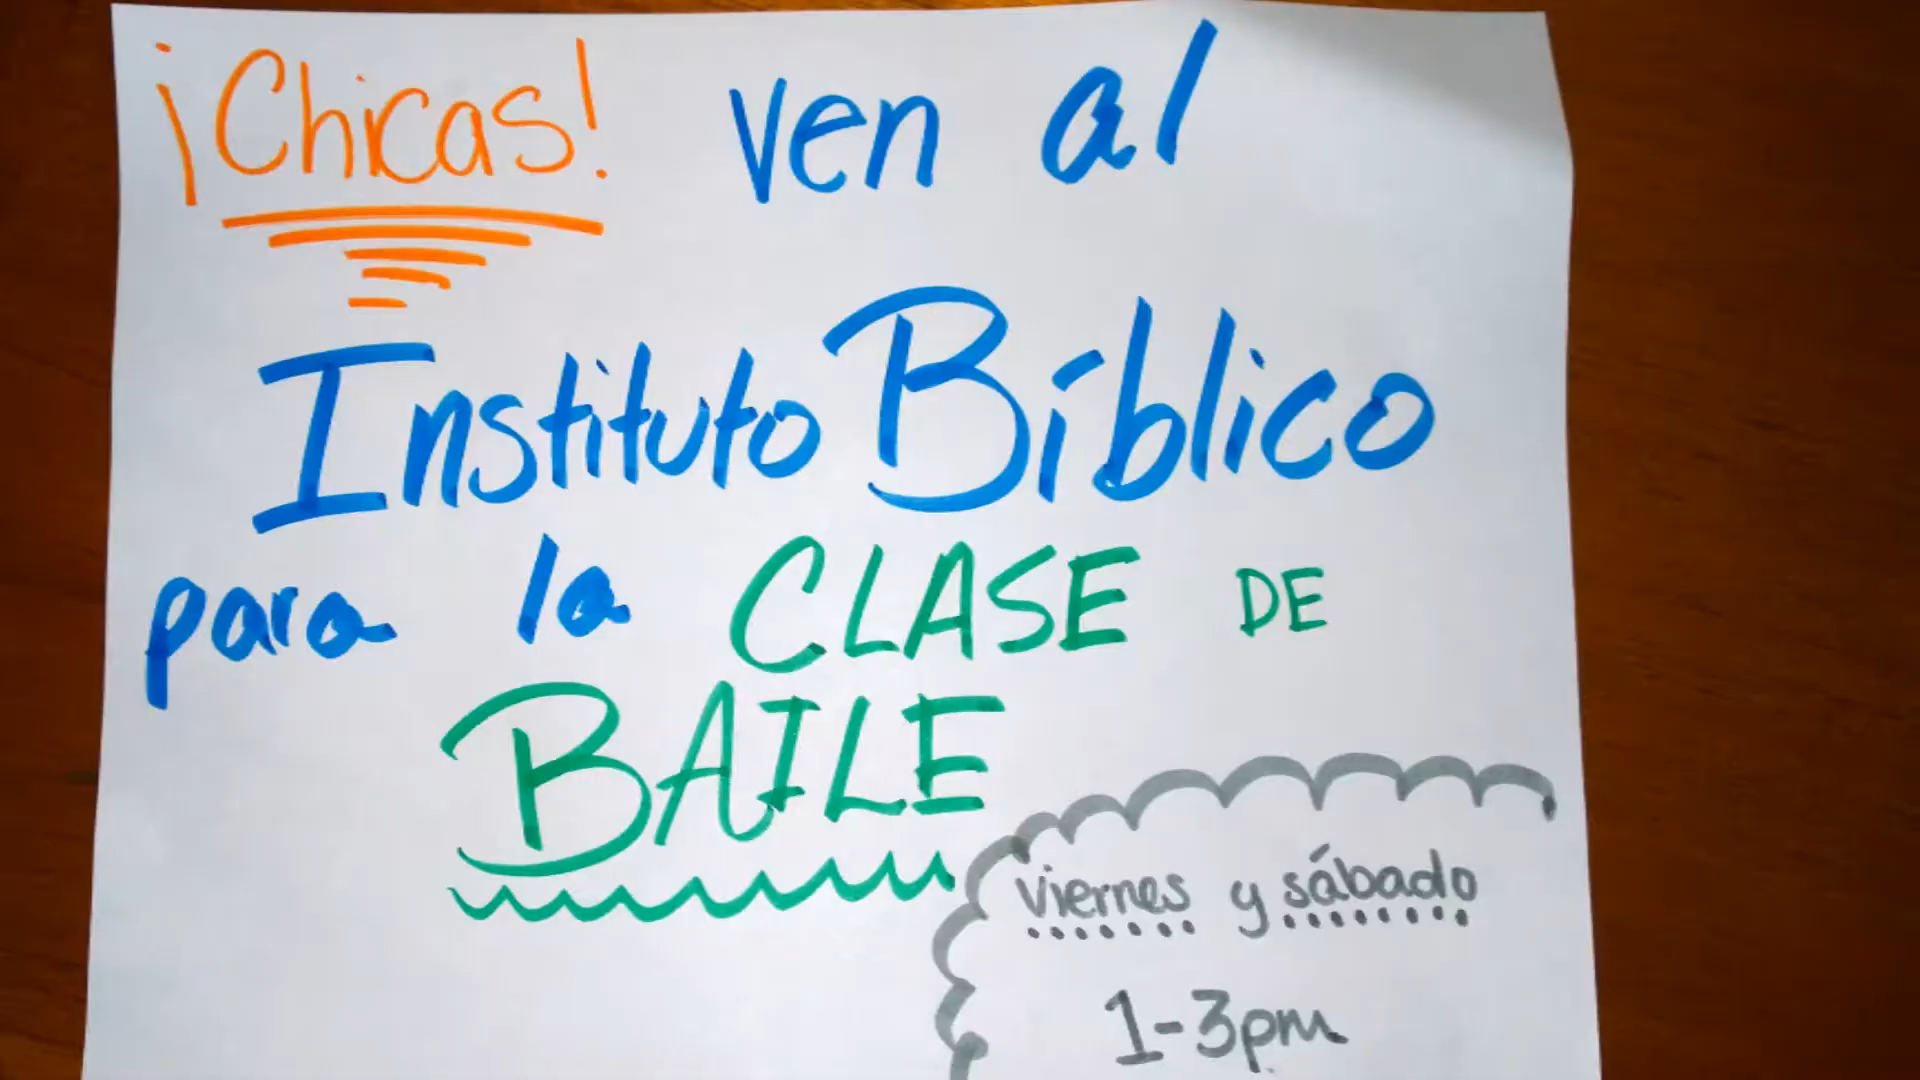 ¡Chicas! ven al
Instituto Bíblico
para la CLASE DE
BAILE
viernes y sábado
1-3pm